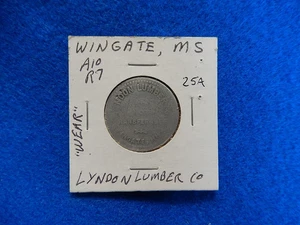 WINGATE, MS
A10
R7
25¢
"WEAR"
LYNDON LUMBER CO